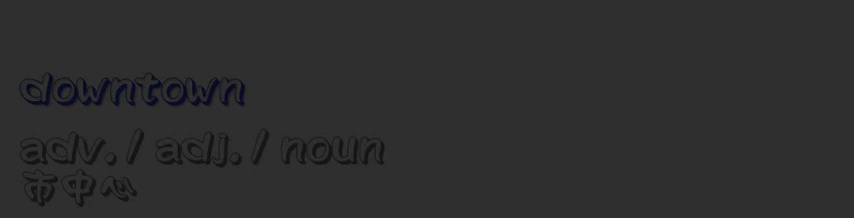 downtown
adv. / adj. / noun
市中心